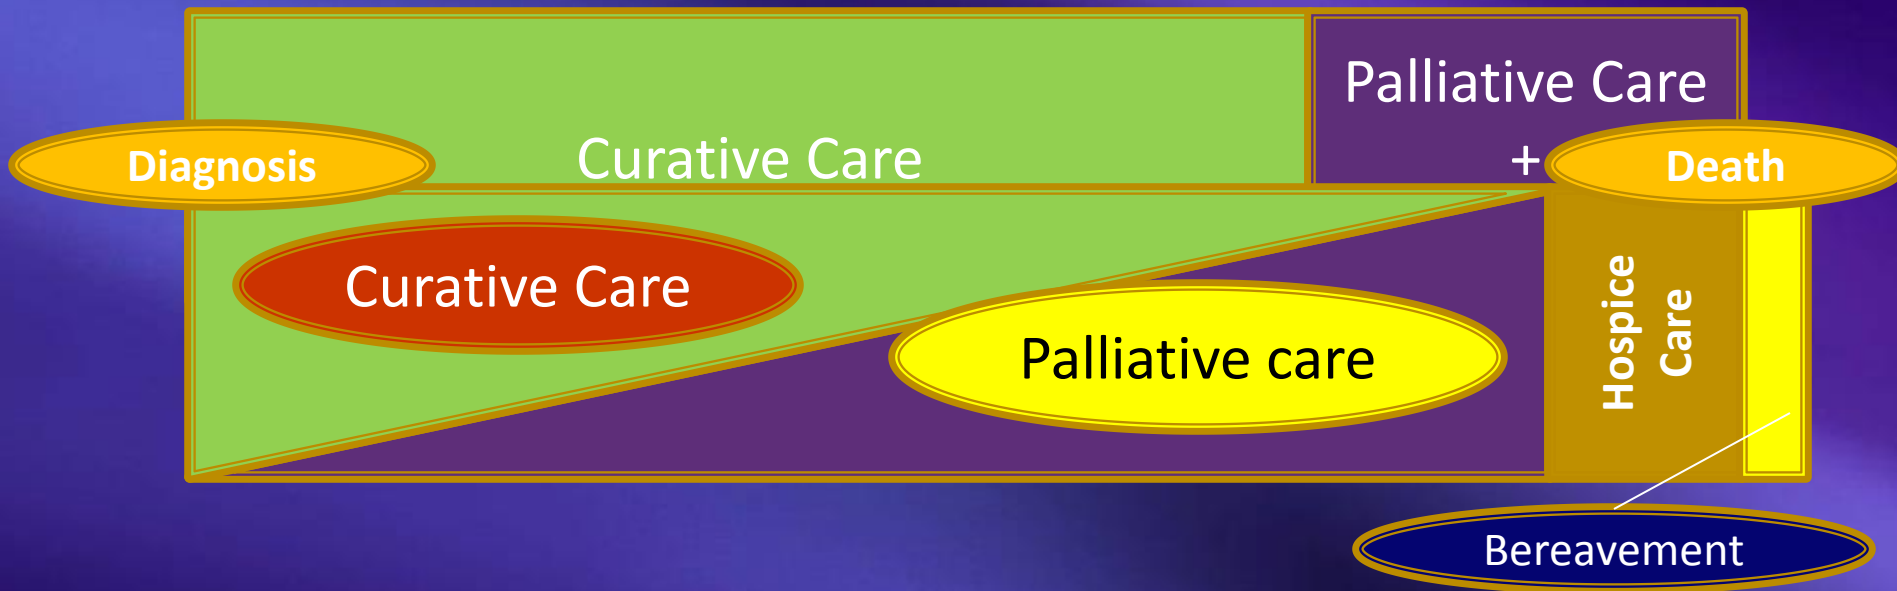 Palliative Care
+
Diagnosis
Curative Care
Death
Curative Care
Palliative care
Hospice
Care
Bereavement